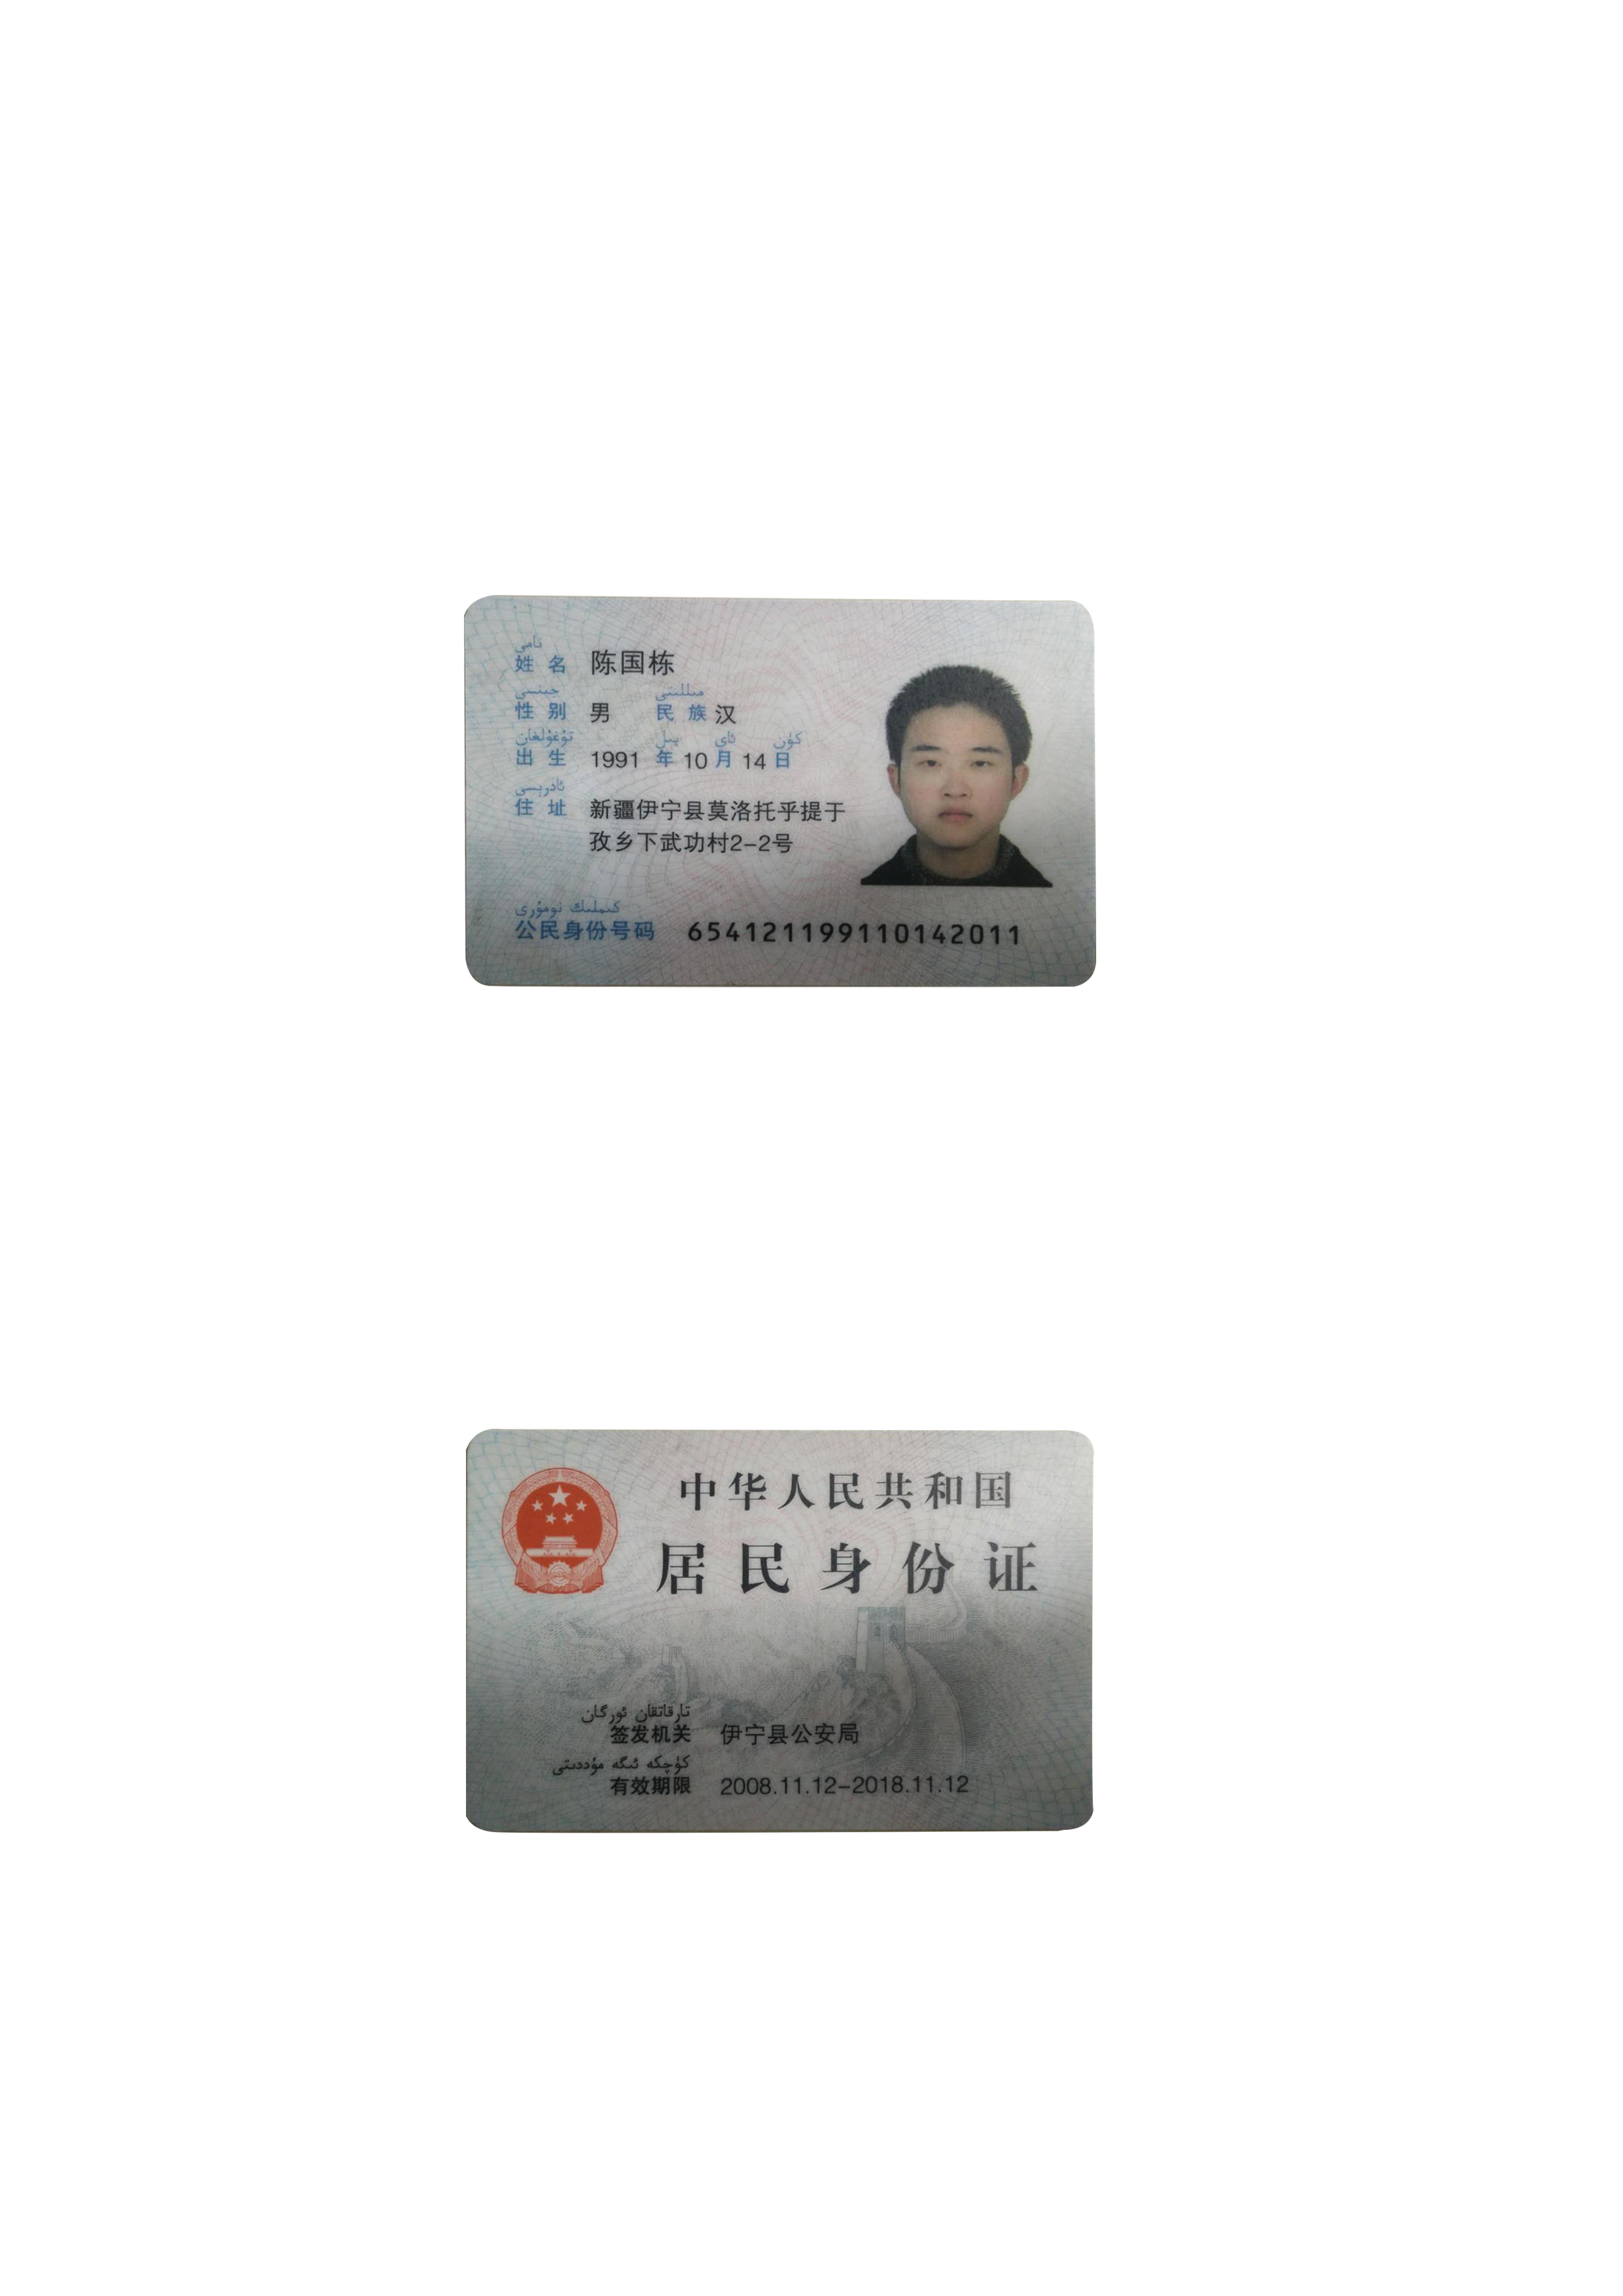 نامى
姓名 陈国栋
جىنسى مىللىتى
性别 男 民族 汉
تۇغۇلغان يىل ئاي كۈن
出生 1991 年 10 月 14 日
ئادرېسى
住址 新疆伊宁县莫洛托乎提于
孜乡下武功村2-2号
كىملىك نومۇرى
公民身份号码 654121199110142011
中华人民共和国
居民身份证
تارقاتقان ئورگان
签发机关 伊宁县公安局
كۈچكە ئىگە مۇددىتى
有效期限 2008.11.12-2018.11.12